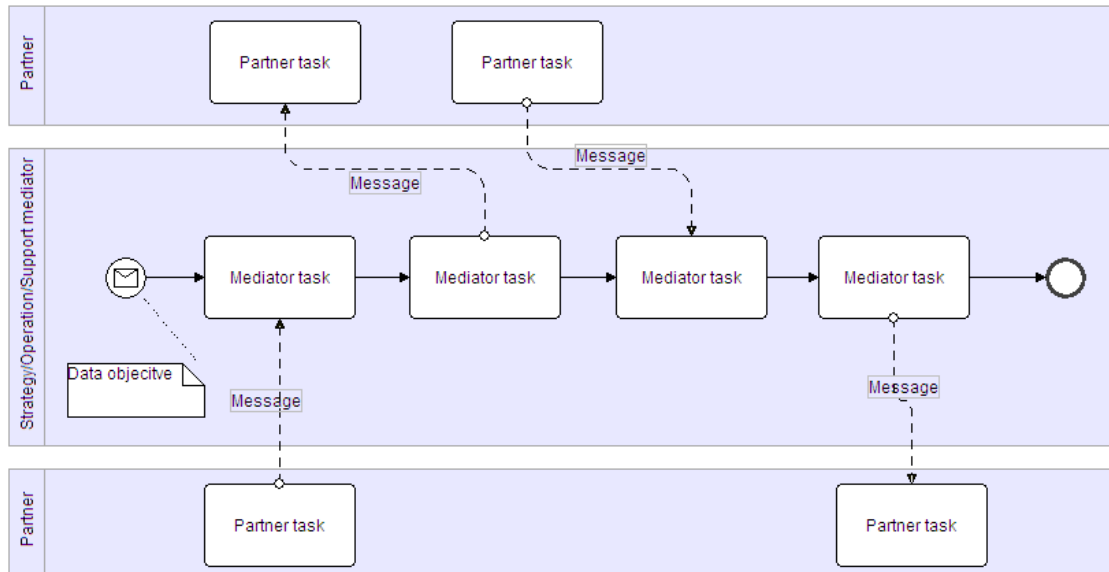 Partner
Partner task
Partner task
Message
Message
Strategy/Operation/Support mediator
Mediator task
Mediator task
Mediator task
Mediator task
Data objecitve
Message
Message
Partner
Partner task
Partner task